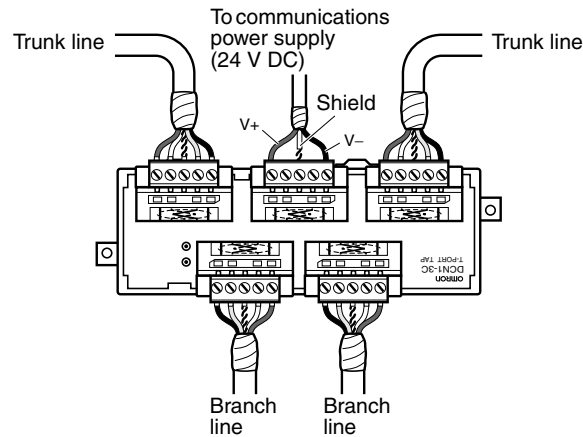 To communications
power supply
(24 V DC)
Trunk line
Trunk line
Shield
V+
V–
OMRON
DCN1-3C
T-PORT TAP
Branch
line
Branch
line